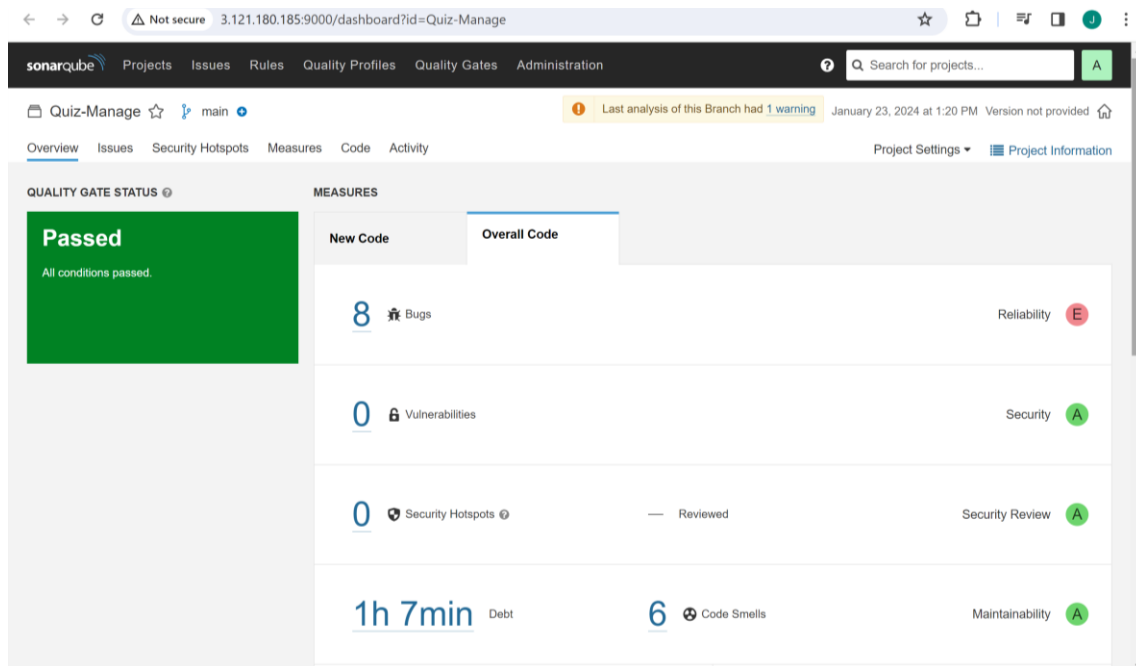 Not secure 3.121.180.185:9000/dashboard?id=Quiz-Manage J
sonarqube Projects Issues Rules Quality Profiles Quality Gates Administration ? Search for projects... A
Quiz-Manage main Last analysis of this Branch had 1 warning January 23, 2024 at 1:20 PM Version not provided
Overview Issues Security Hotspots Measures Code Activity Project Settings Project Information
QUALITY GATE STATUS ? MEASURES
Passed
All conditions passed.
New Code Overall Code
8 Bugs Reliability E
0 Vulnerabilities Security A
0 Security Hotspots ? — Reviewed Security Review A
1h 7min Debt 6 Code Smells Maintainability A